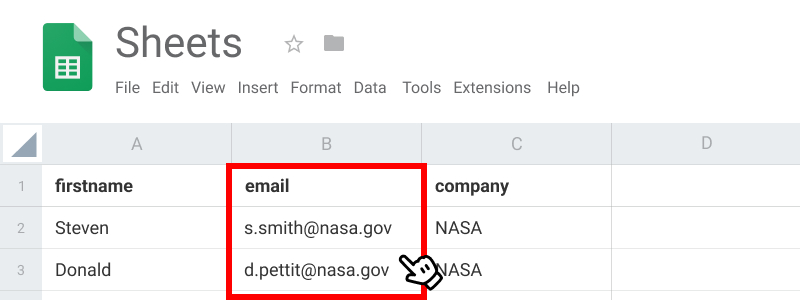 Sheets
File Edit View Insert Format Data Tools Extensions Help
A B C D
1 firstname email company
2 Steven s.smith@nasa.gov NASA
3 Donald d.pettit@nasa.gov NASA